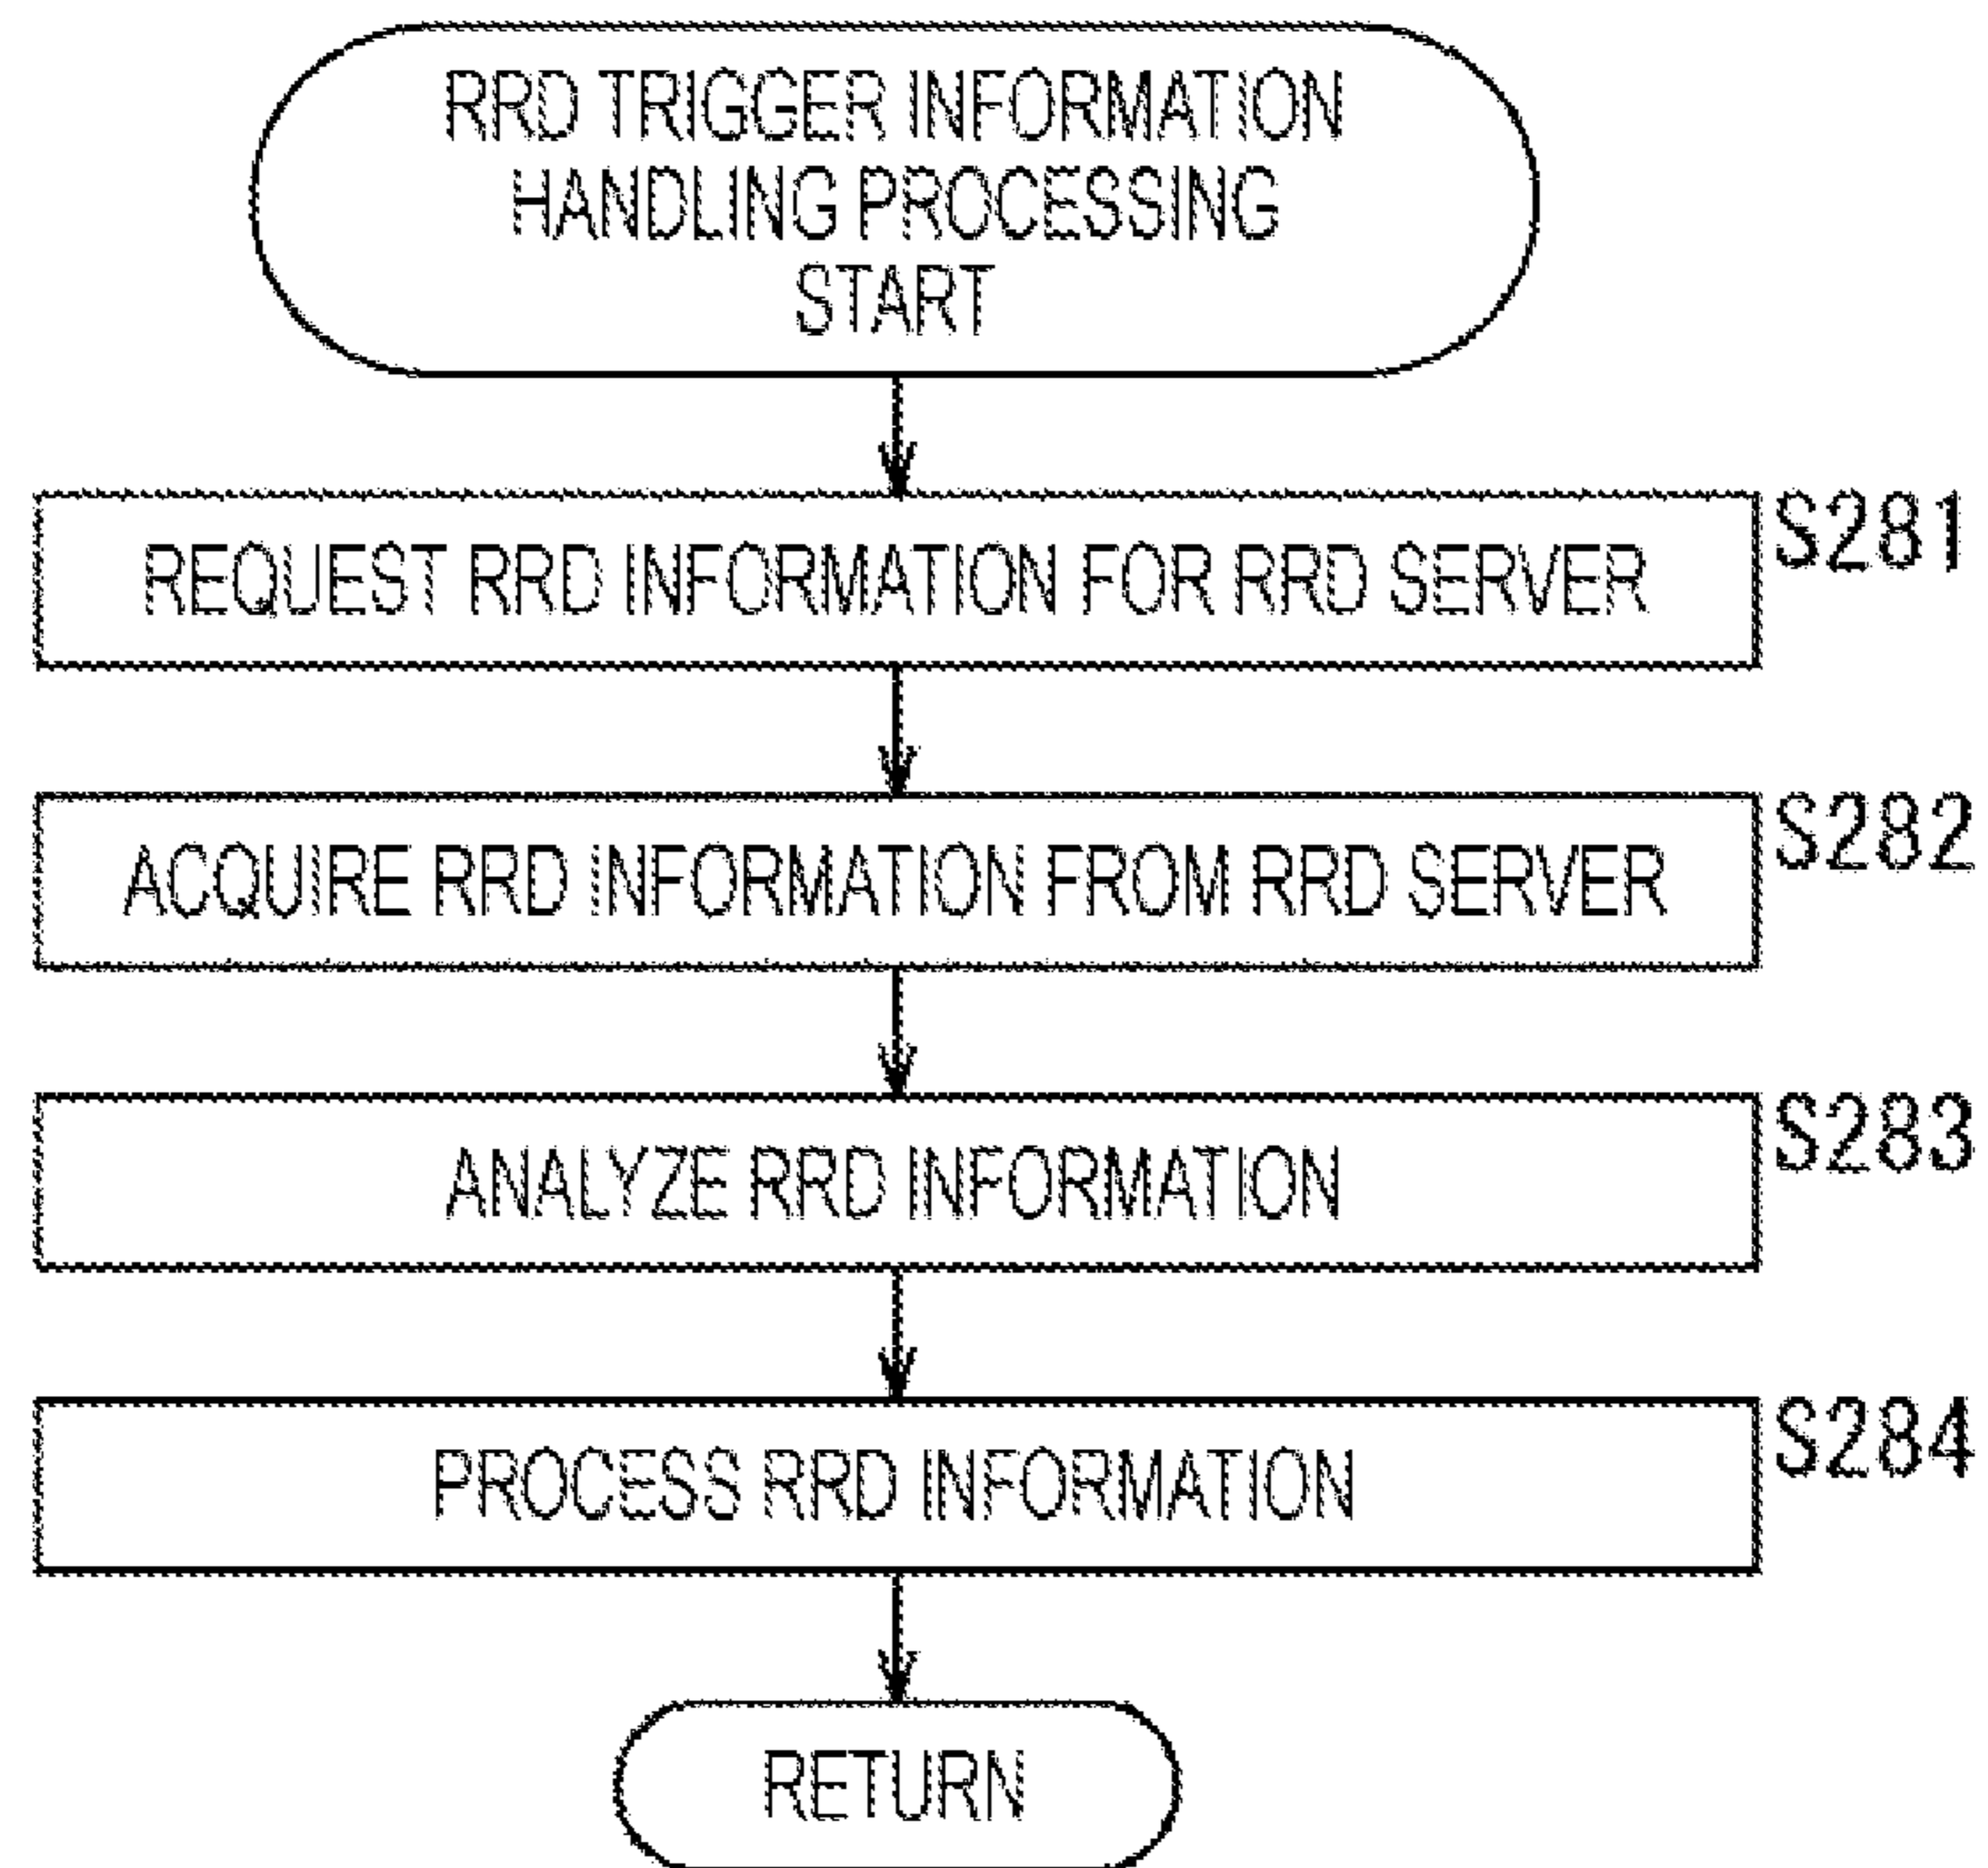 RRD TRIGGER INFORMATION
HANDLING PROCESSING
START
REQUEST RRD INFORMATION FOR RRD SERVER
S281
ACQUIRE RRD INFORMATION FROM RRD SERVER
S282
ANALYZE RRD INFORMATION
S283
PROCESS RRD INFORMATION
S284
RETURN